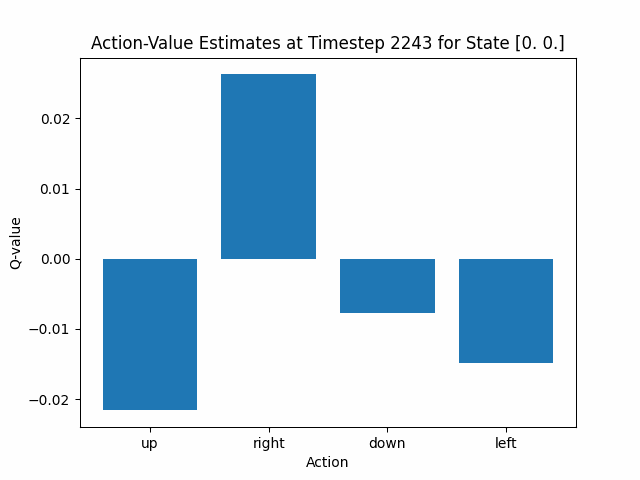 Action-Value Estimates at Timestep 2243 for State [0. 0.]
0.02
0.01
0.00
−0.01
−0.02
Q-value
up right down left
Action